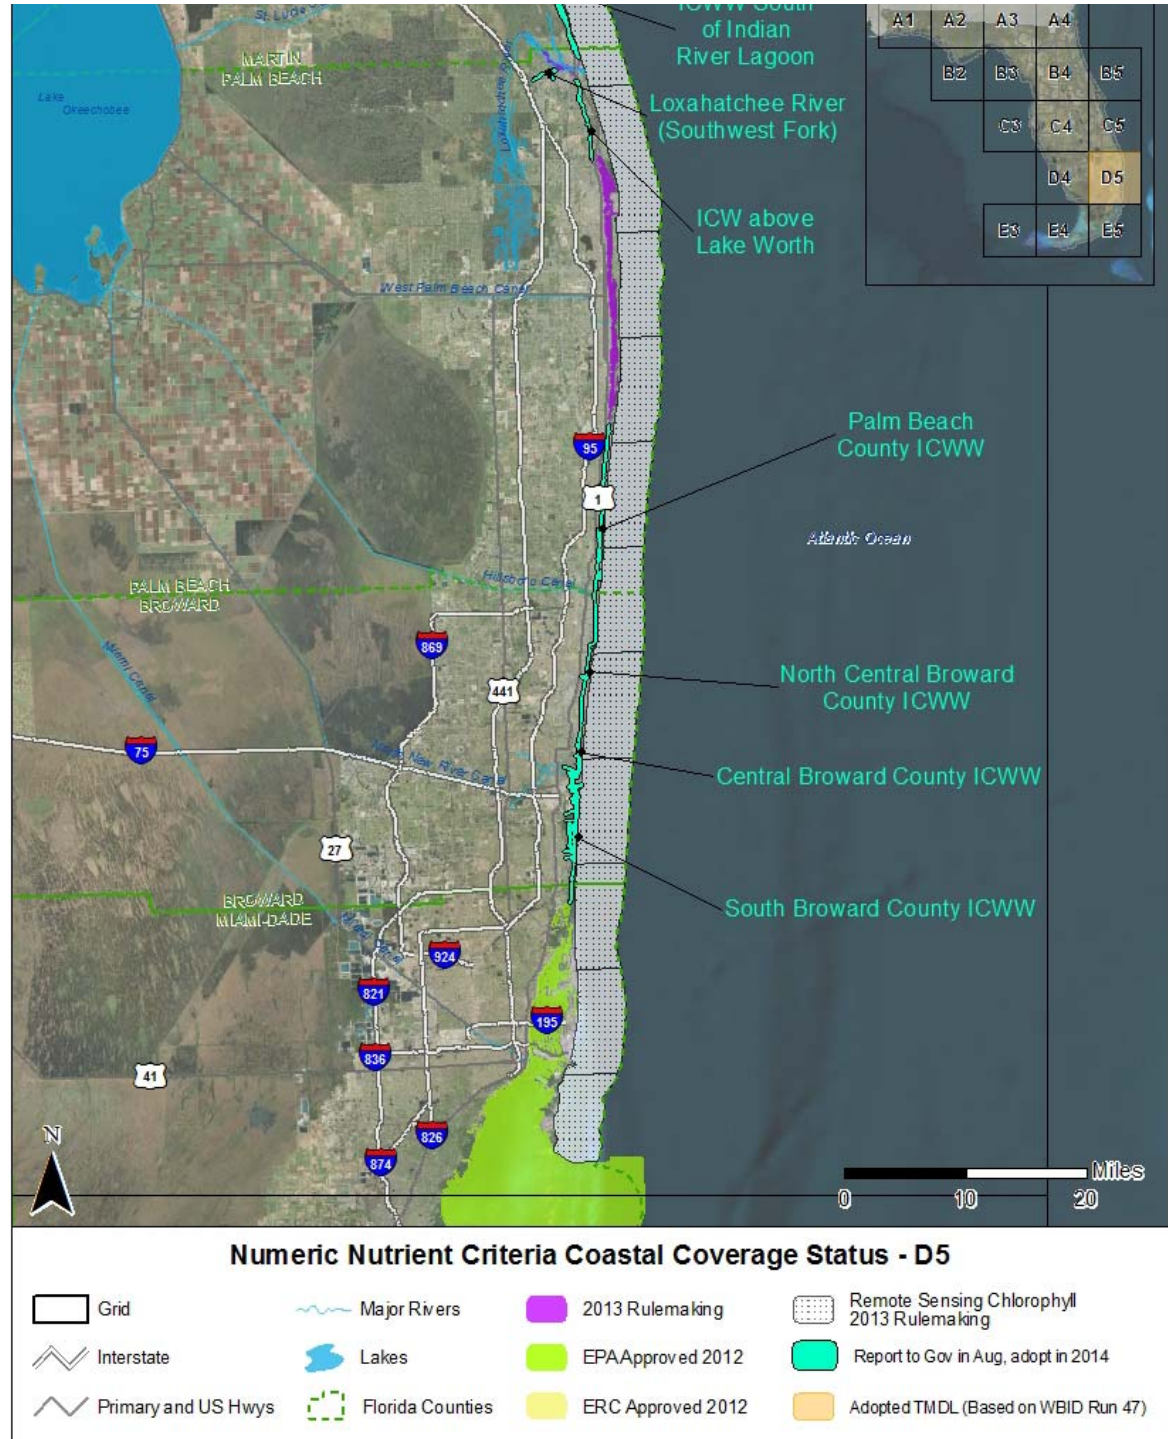 ICWW South
of Indian
River Lagoon
A1
A2
A3
A4
B2
B3
B4
B5
C3
C4
C5
D4
D5
E3
E4
E5
MARTIN
PALM BEACH
Lake
Okeechobee
Loxahatchee River
(Southwest Fork)
ICW above
Lake Worth
West Palm Beach Canal
Palm Beach
County ICWW
95
1
Atlantic Ocean
Hillsboro Canal
PALM BEACH
BROWARD
869
Miami Canal
441
North Central Broward
County ICWW
75
North New River Canal
Central Broward County ICWW
27
BROWARD
MIAMI-DADE
South Broward County ICWW
Miami Canal
924
821
195
836
41
826
874
N
Miles
0
10
20
Numeric Nutrient Criteria Coastal Coverage Status - D5
Grid
Major Rivers
2013 Rulemaking
Remote Sensing Chlorophyll
2013 Rulemaking
Interstate
Lakes
EPA Approved 2012
Report to Gov in Aug, adopt in 2014
Primary and US Hwys
Florida Counties
ERC Approved 2012
Adopted TMDL (Based on WBID Run 47)